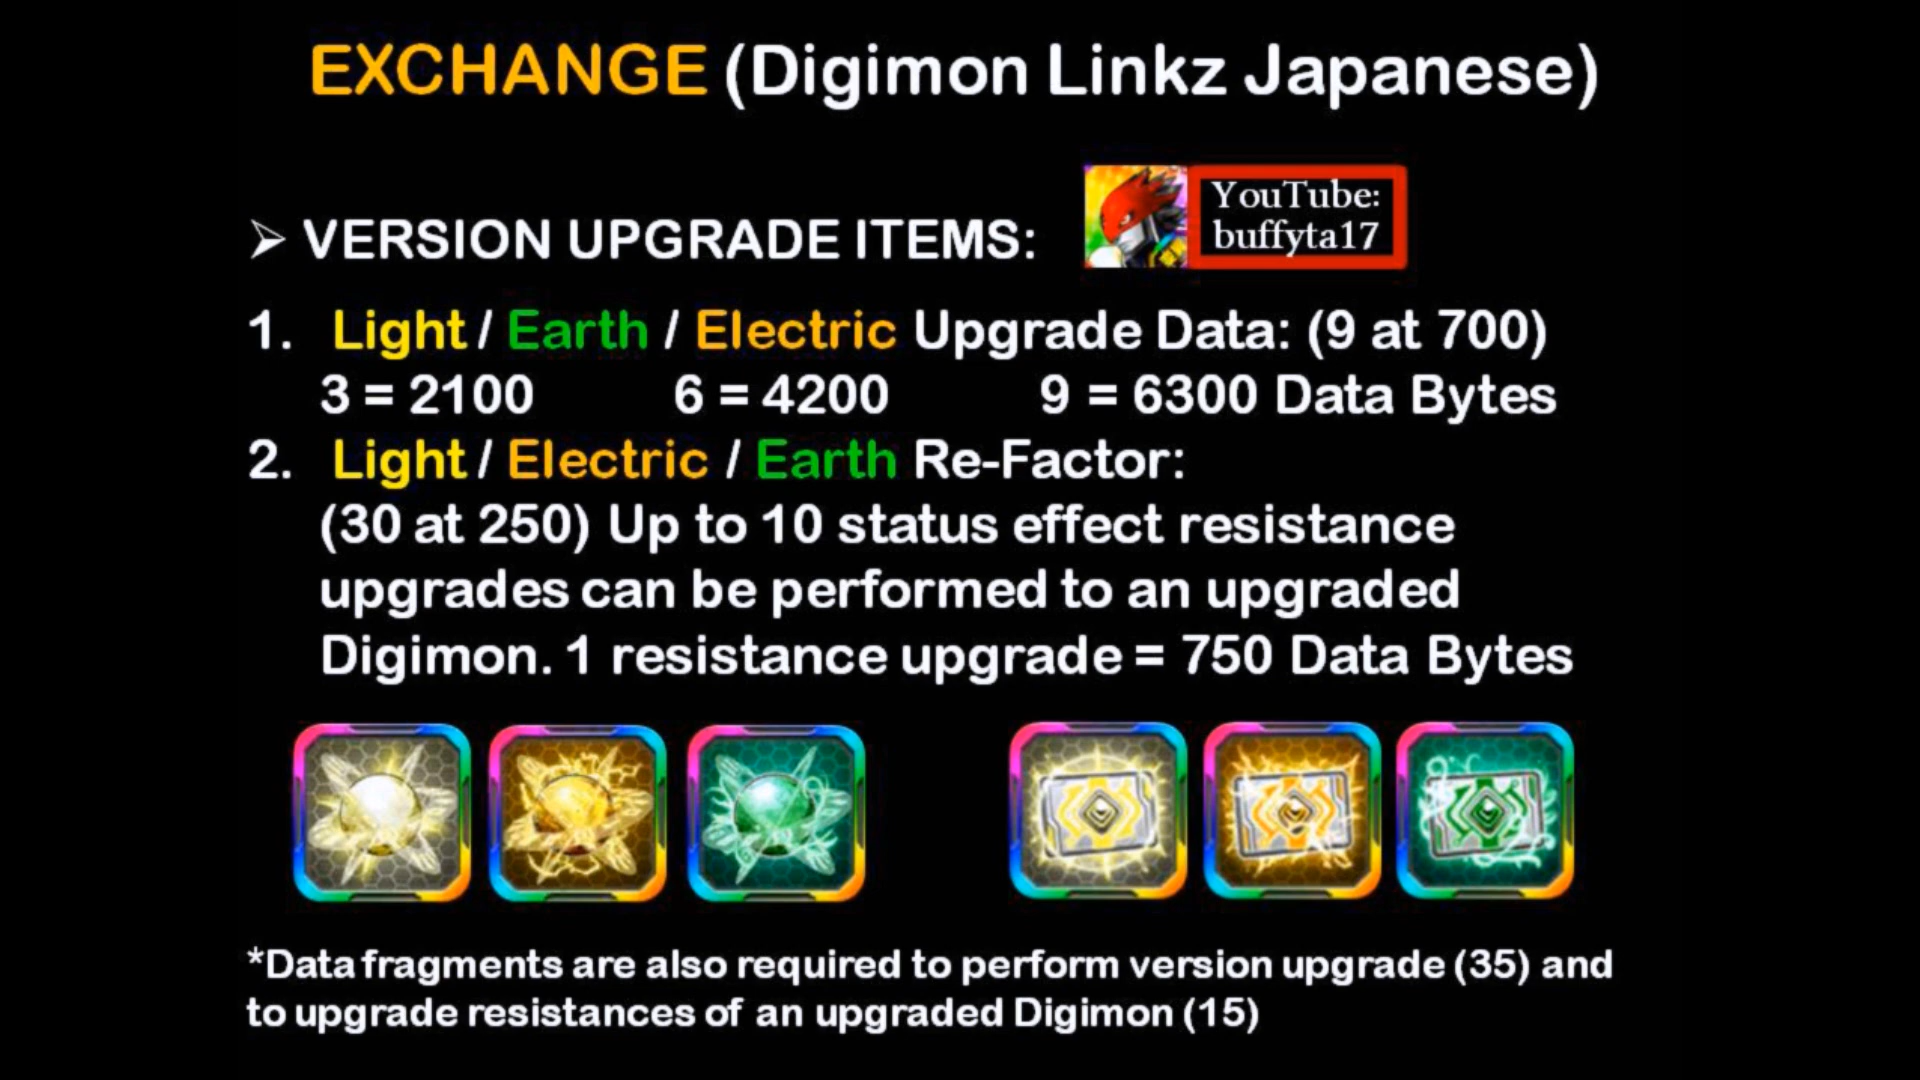 EXCHANGE (Digimon Linkz Japanese)
YouTube:
buffyta17
➢ VERSION UPGRADE ITEMS:
1. Light / Earth / Electric Upgrade Data: (9 at 700)
3 = 2100 6 = 4200 9 = 6300 Data Bytes
2. Light / Electric / Earth Re-Factor:
(30 at 250) Up to 10 status effect resistance
upgrades can be performed to an upgraded
Digimon. 1 resistance upgrade = 750 Data Bytes
*Data fragments are also required to perform version upgrade (35) and
to upgrade resistances of an upgraded Digimon (15)